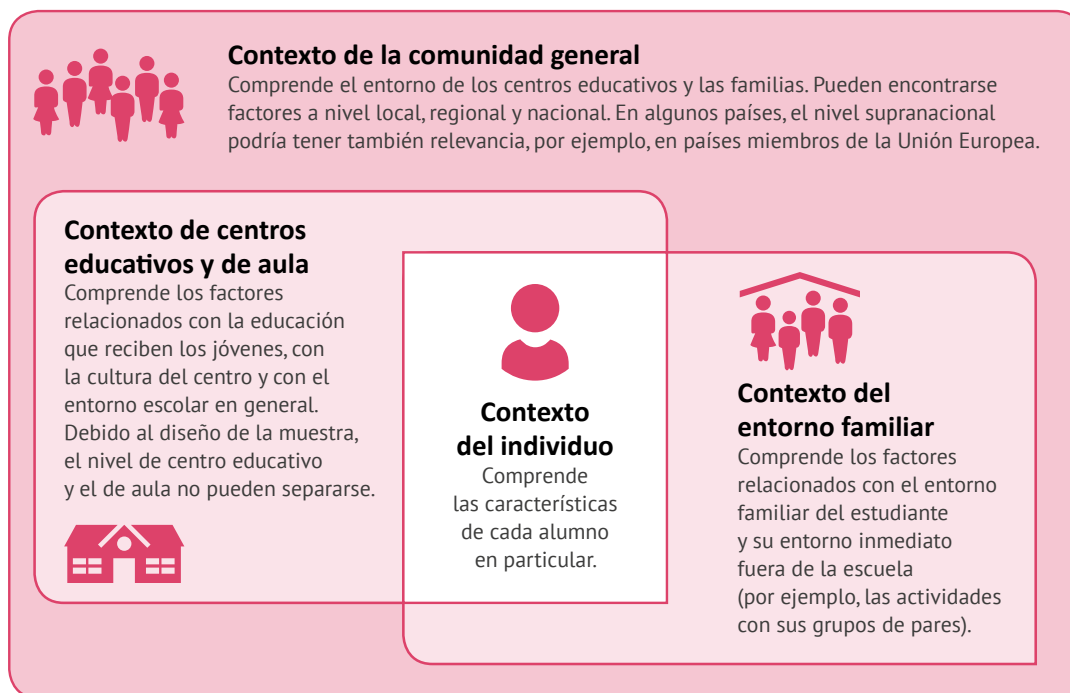 Contexto de la comunidad general
Comprende el entorno de los centros educativos y las familias. Pueden encontrarse
factores a nivel local, regional y nacional. En algunos países, el nivel supranacional
podría tener también relevancia, por ejemplo, en países miembros de la Unión Europea.
Contexto de centros
educativos y de aula
Comprende los factores
relacionados con la educación
que reciben los jóvenes, con
la cultura del centro y con el
entorno escolar en general.
Debido al diseño de la muestra,
el nivel de centro educativo
y el de aula no pueden separarse.
Contexto
del individuo
Comprende
las características
de cada alumno
en particular.
Contexto del
entorno familiar
Comprende los factores
relacionados con el entorno
familiar del estudiante
y su entorno inmediato
fuera de la escuela
(por ejemplo, las actividades
con sus grupos de pares).